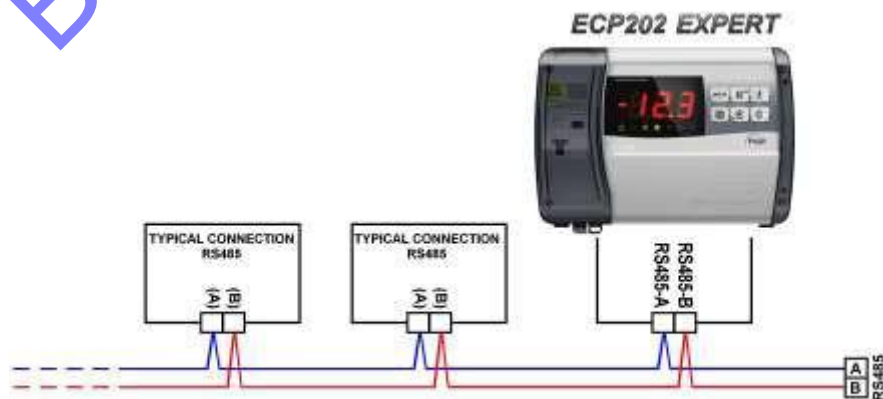 ECP202 EXPERT
-12.3
TYPICAL CONNECTION
RS485
(A)
(B)
TYPICAL CONNECTION
RS485
(A)
(B)
RS485-A
RS485-B
A
B
RS485